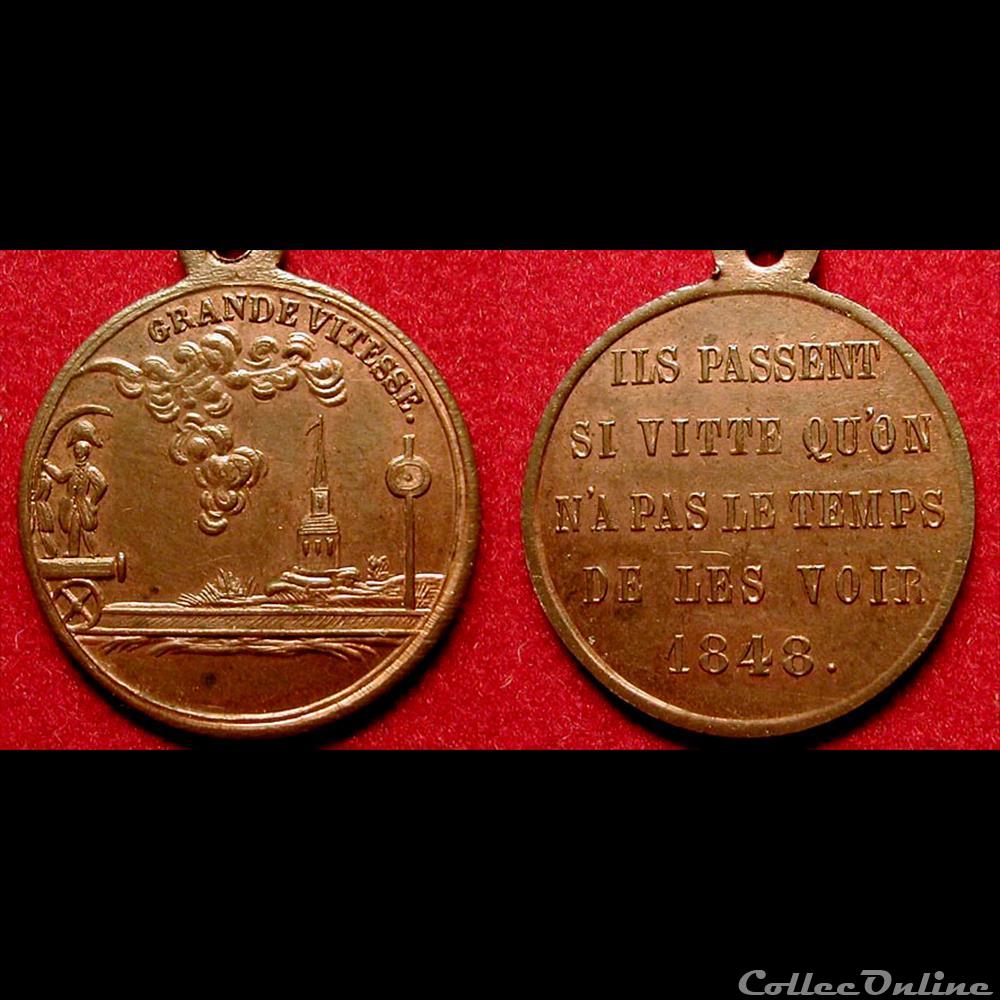 GRANDE VITESSE.
ILS PASSENT
SI VITTE QU'ON
N'A PAS LE TEMPS
DE LES VOIR
1848.
CollecOnline